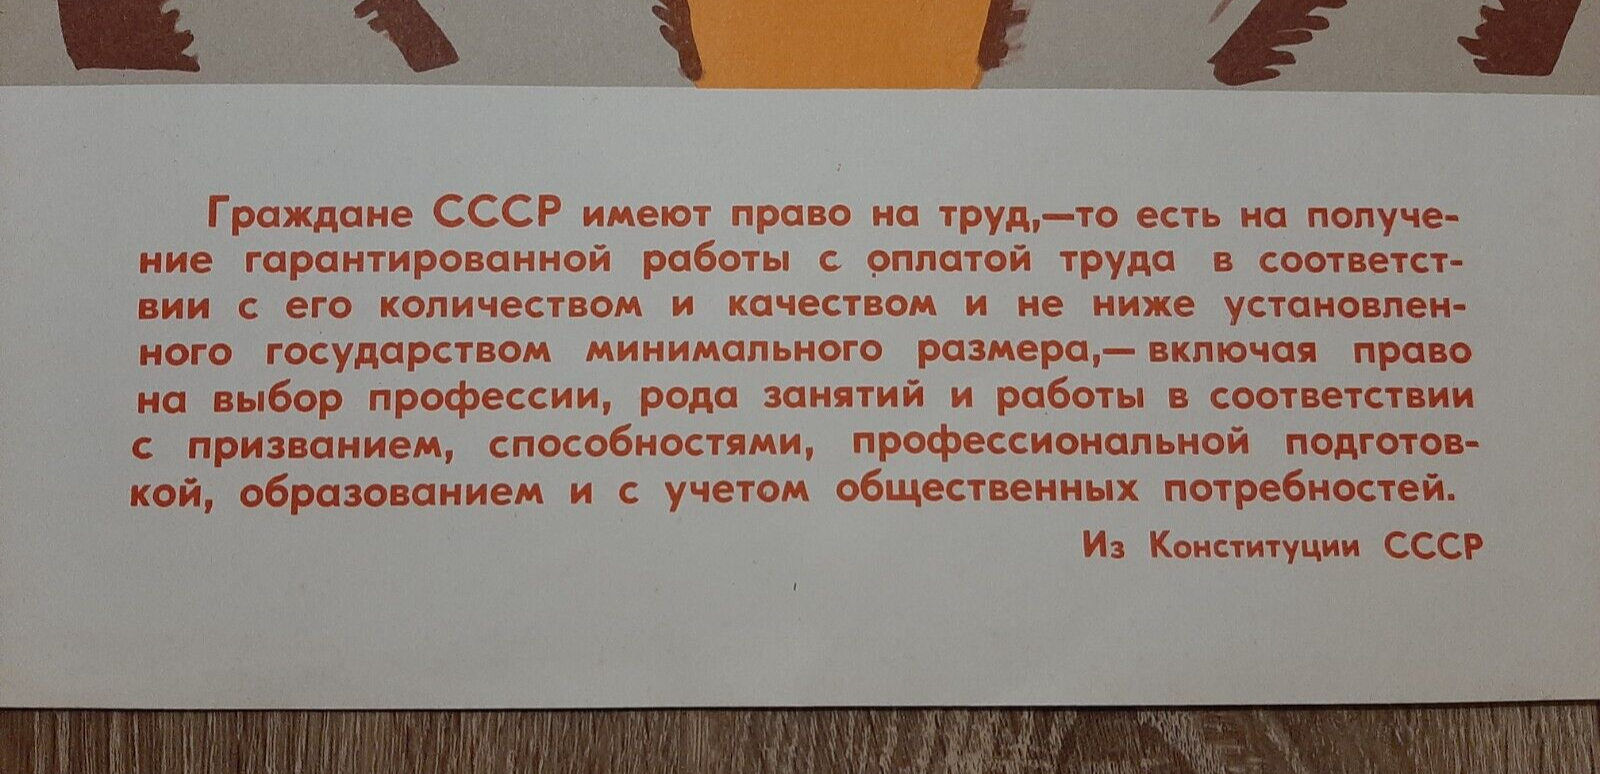 Граждане СССР имеют право на труд,—то есть на получе-
ние гарантированной работы с оплатой труда в соответст-
вии с его количеством и качеством и не ниже установлен-
ного государством минимального размера,— включая право
на выбор профессии, рода занятий и работы в соответствии
с призванием, способностями, профессиональной подготов-
кой, образованием и с учетом общественных потребностей.
Из Конституции СССР